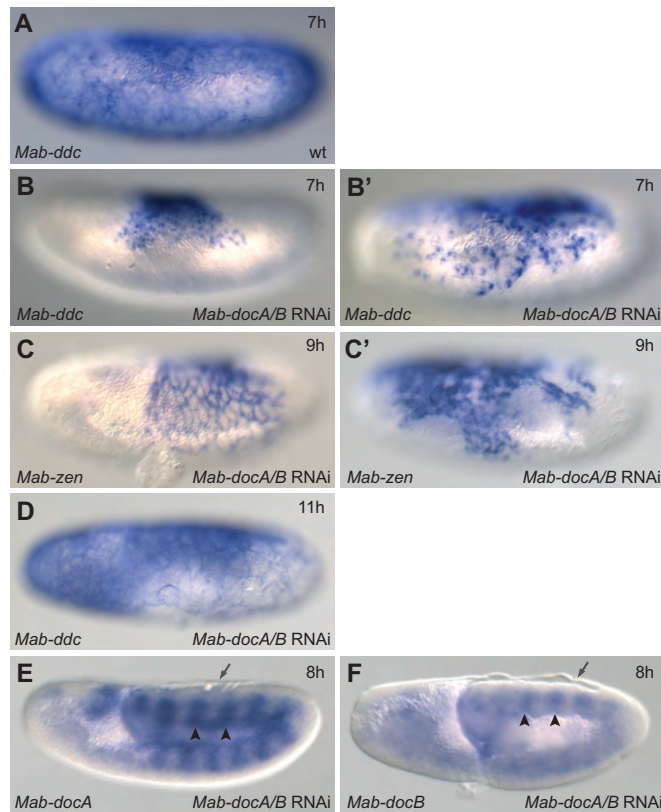 A 7h
Mab-ddc wt
B 7h
Mab-ddc Mab-docA/B RNAi
B' 7h
Mab-ddc Mab-docA/B RNAi
C 9h
Mab-zen Mab-docA/B RNAi
C' 9h
Mab-zen Mab-docA/B RNAi
D 11h
Mab-ddc Mab-docA/B RNAi
E 8h
Mab-docA Mab-docA/B RNAi
F 8h
Mab-docB Mab-docA/B RNAi